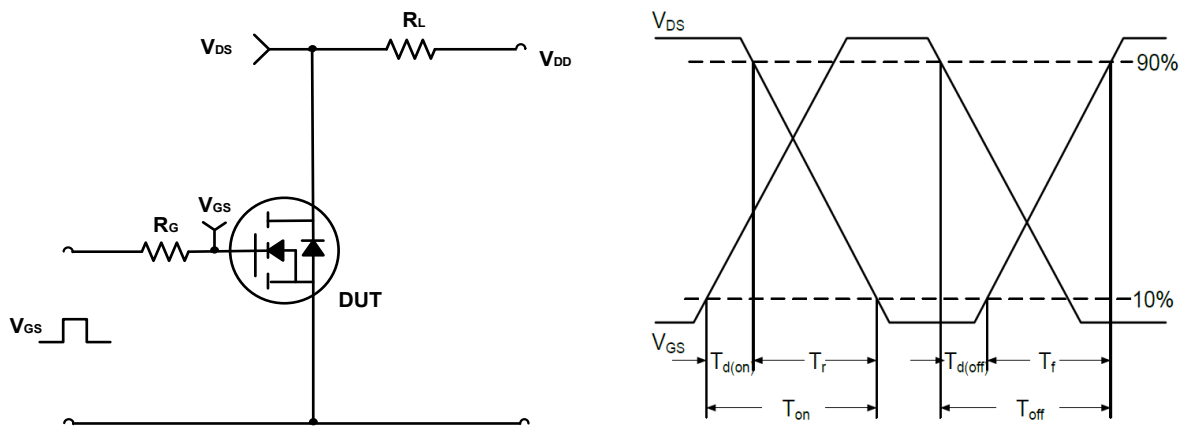 RL
VDS
VDD
VGS
RG
DUT
VGS
VDS
90%
10%
VGS
Td(on)
Tr
Td(off)
Tf
Ton
Toff